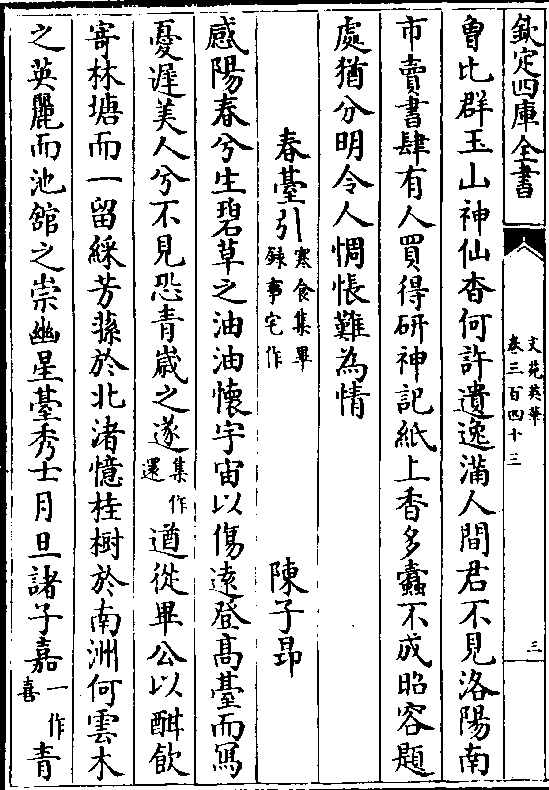 欽定四庫全書
文苑英華
卷三百四十三
三
曾比群玉山神仙杳何許遺逸滿人間君不見洛陽南
市賣書肆有人買得研神記紙上香多蠹不成昭容題
處猶分明令人惆悵難為情
春臺引寒食集畢錄事宅作
陳子昂
感陽春兮生碧草之油油懷宇宙以傷遠登高臺而寫
憂遲美人兮不見恐青歲之遂集作還遒從畢公以酣飲
寄林塘而一留綵芳蓀於北渚憶桂樹於南洲何雲木
之英麗而池舘之崇幽星臺秀士月旦諸子嘉一作喜青